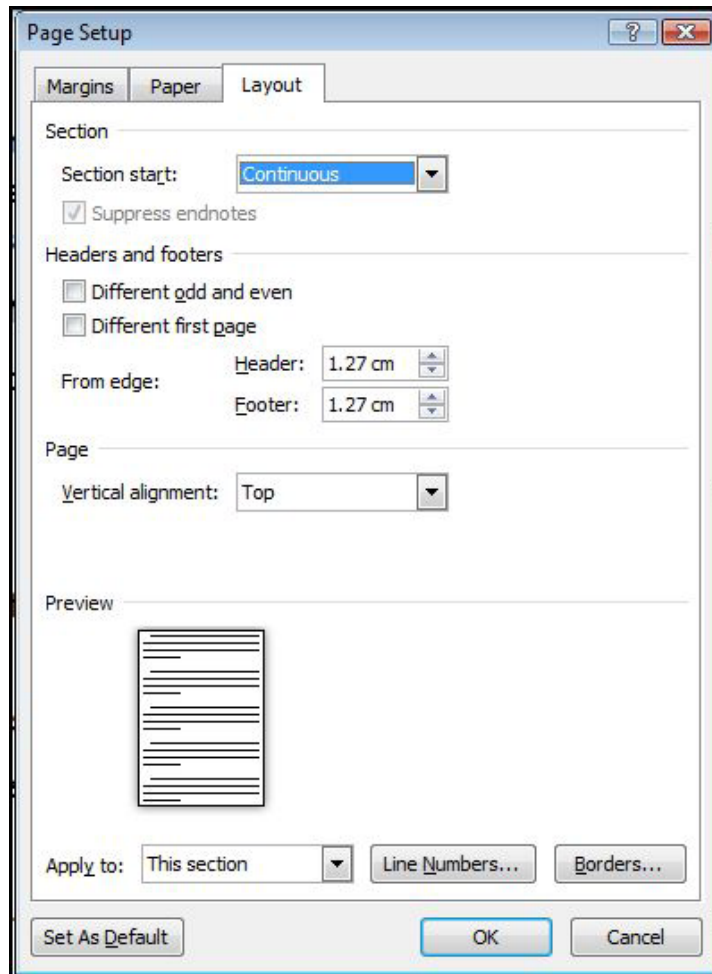 Page Setup
Margins Paper Layout
Section
Section start: Continuous
Suppress endnotes
Headers and footers
Different odd and even
Different first page
Header: 1.27 cm
From edge:
Footer: 1.27 cm
Page
Vertical alignment: Top
Preview
Apply to: This section Line Numbers... Borders...
Set As Default OK Cancel